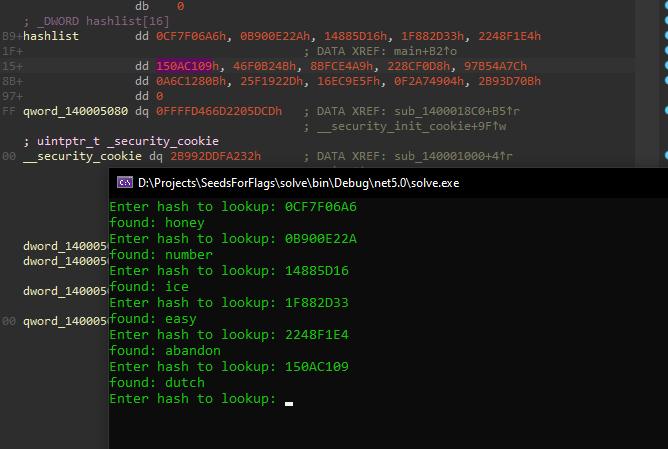 db 0
; _DWORD hashlist[16]
B9+ hashlist dd 0CF7F06A6h, 0B900E22Ah, 14885D16h, 1F882D33h, 2248F1E4h
1F+ ; DATA XREF: main+B2↑o
15+ dd 150AC109h, 46F0B24Bh, 8BFCE4A9h, 228CF0D8h, 97B54A7Ch
8B+ dd 0A6C1280Bh, 25F1922Dh, 16EC9E5Fh, 0F2A74904h, 2B93D70Bh
97+ dd 0
FF qword_140005080 dq 0FFFFD466D2205DCDh ; DATA XREF: sub_1400018C0+B5↑r
; __security_init_cookie+9F↑w
; uintptr_t _security_cookie
00 __security_cookie dq 2B992DDFA232h ; DATA XREF: sub_140001000+4↑r
D:\Projects\SeedsForFlags\solve\bin\Debug\net5.0\solve.exe
Enter hash to lookup: 0CF7F06A6
found: honey
Enter hash to lookup: 0B900E22A
found: number
Enter hash to lookup: 14885D16
found: ice
dword_140005
Enter hash to lookup: 1F882D33
dword_140005
found: easy
Enter hash to lookup: 2248F1E4
dword_140005
found: abandon
00 qword_140005
Enter hash to lookup: 150AC109
found: dutch
Enter hash to lookup: